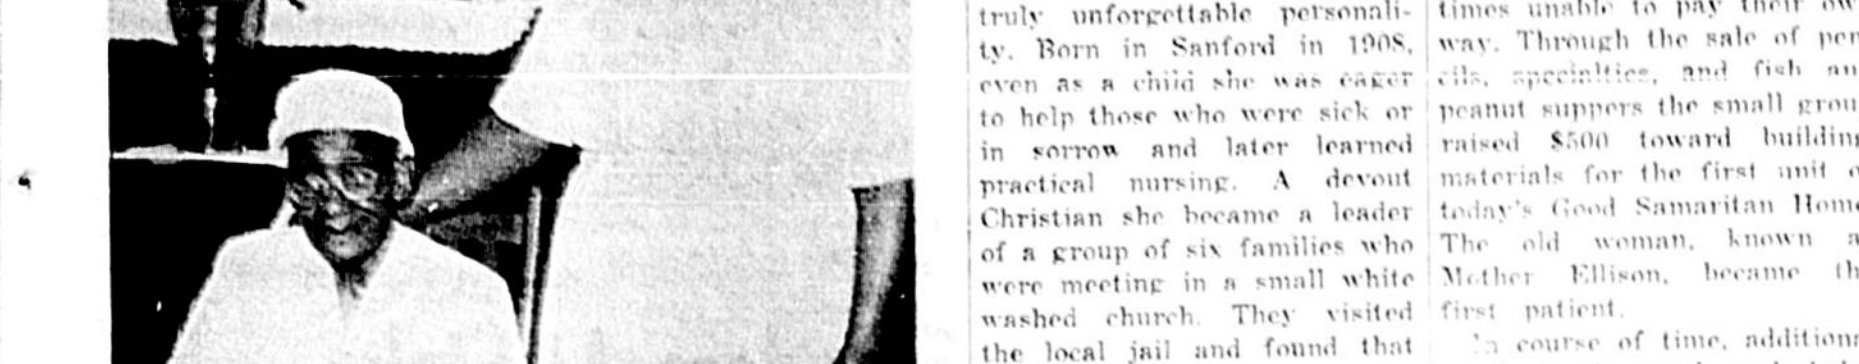 truly unforgettable personali-
ty. Born in Sanford in 1908,
even as a child she was eager
to help those who were sick or
in sorrow and later learned
practical nursing. A devout
Christian she became a leader
of a group of six families who
were meeting in a small white
washed church. They visited
the local jail and found that
times unable to pay their
way. Through the sale of
specialties, and fish
peanut suppers the small
raised $500 toward
materials for the first unit
today's Good Samaritan
The old woman, known
Mother Ellison, became
first patient.
In course of time,